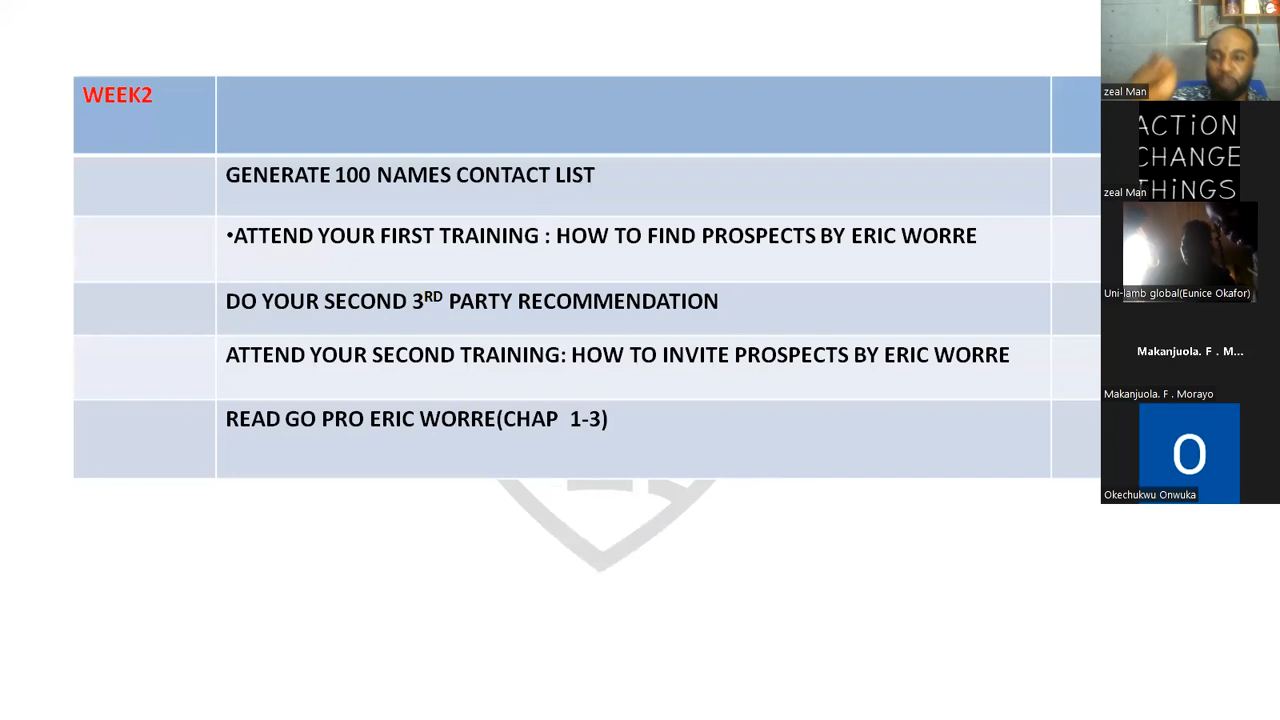 WEEK2
GENERATE 100 NAMES CONTACT LIST
•ATTEND YOUR FIRST TRAINING : HOW TO FIND PROSPECTS BY ERIC WORRE
DO YOUR SECOND 3RD PARTY RECOMMENDATION
ATTEND YOUR SECOND TRAINING: HOW TO INVITE PROSPECTS BY ERIC WORRE
READ GO PRO ERIC WORRE(CHAP 1-3)
zeal Man
ACTiON
CHANGE
THiNGS
zeal Man
Uni-lamb global(Eunice Okafor)
Makanjuola. F . M...
Makanjuola. F . Morayo
O
Okechukwu Onwuka